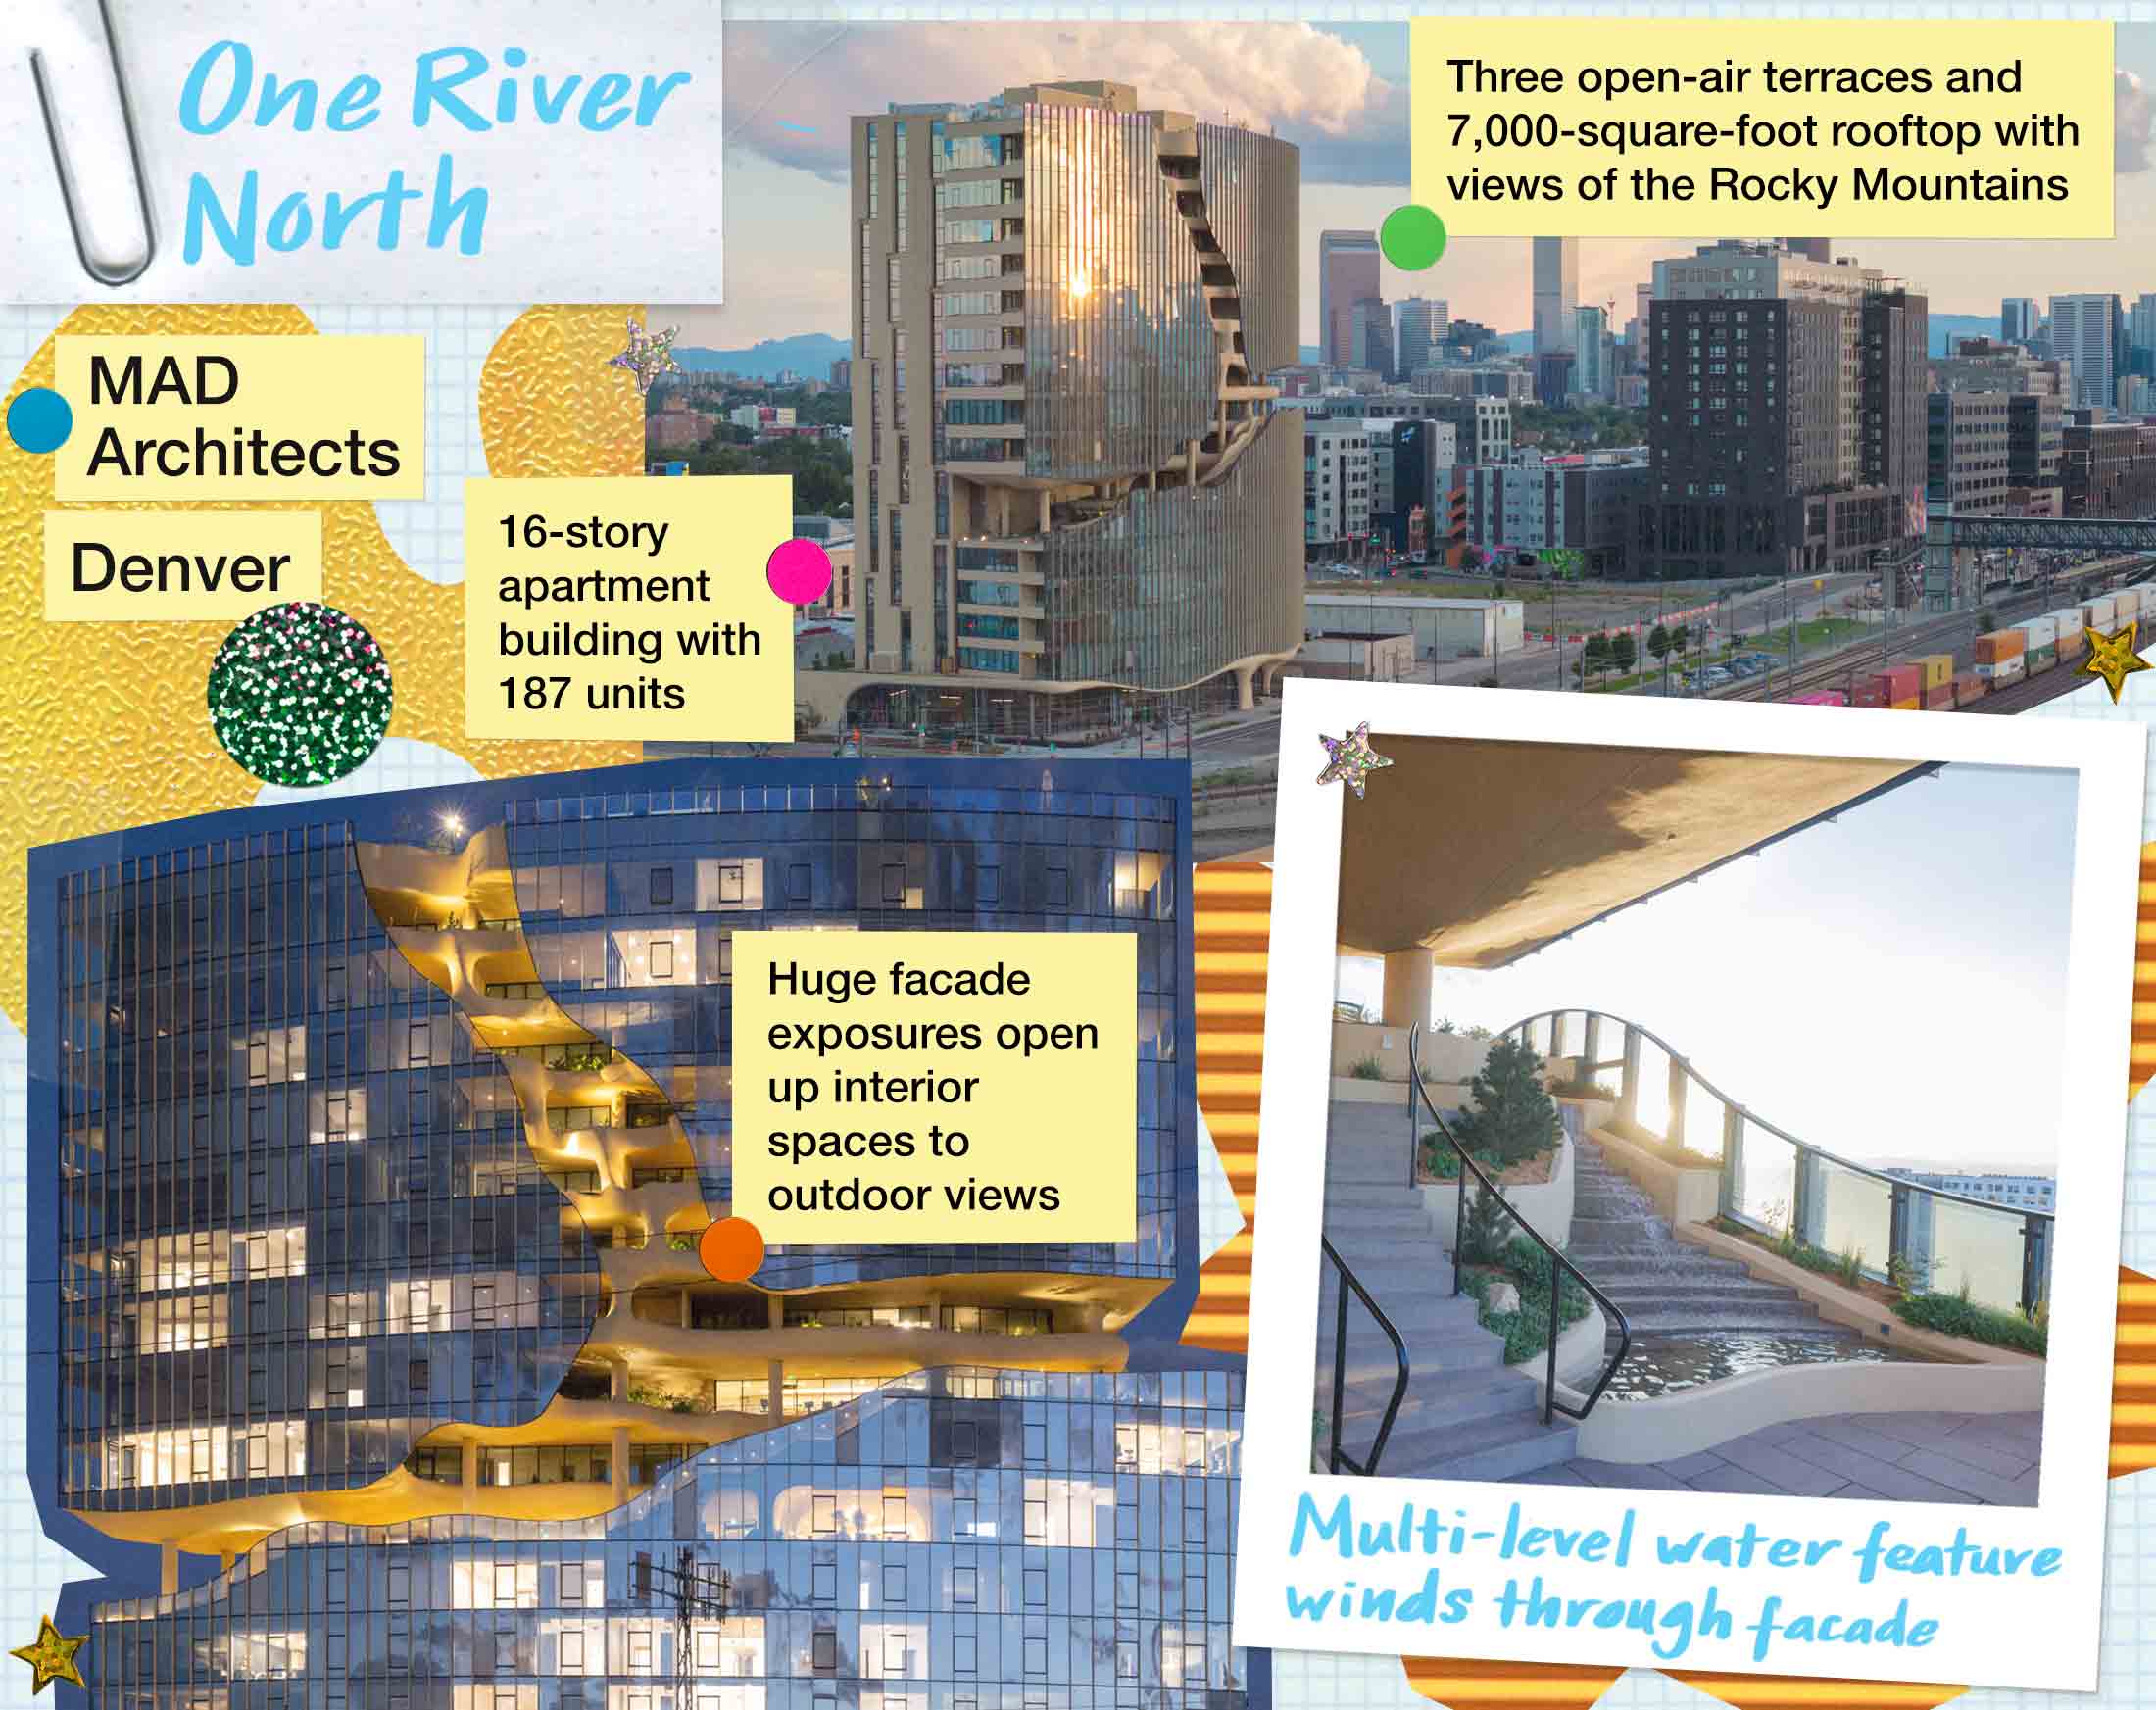 One River
North
MAD
Architects
Denver
16-story
apartment
building with
187 units
Three open-air terraces and
7,000-square-foot rooftop with
views of the Rocky Mountains
Huge facade
exposures open
up interior
spaces to
outdoor views
Multi-level water feature
winds through facade